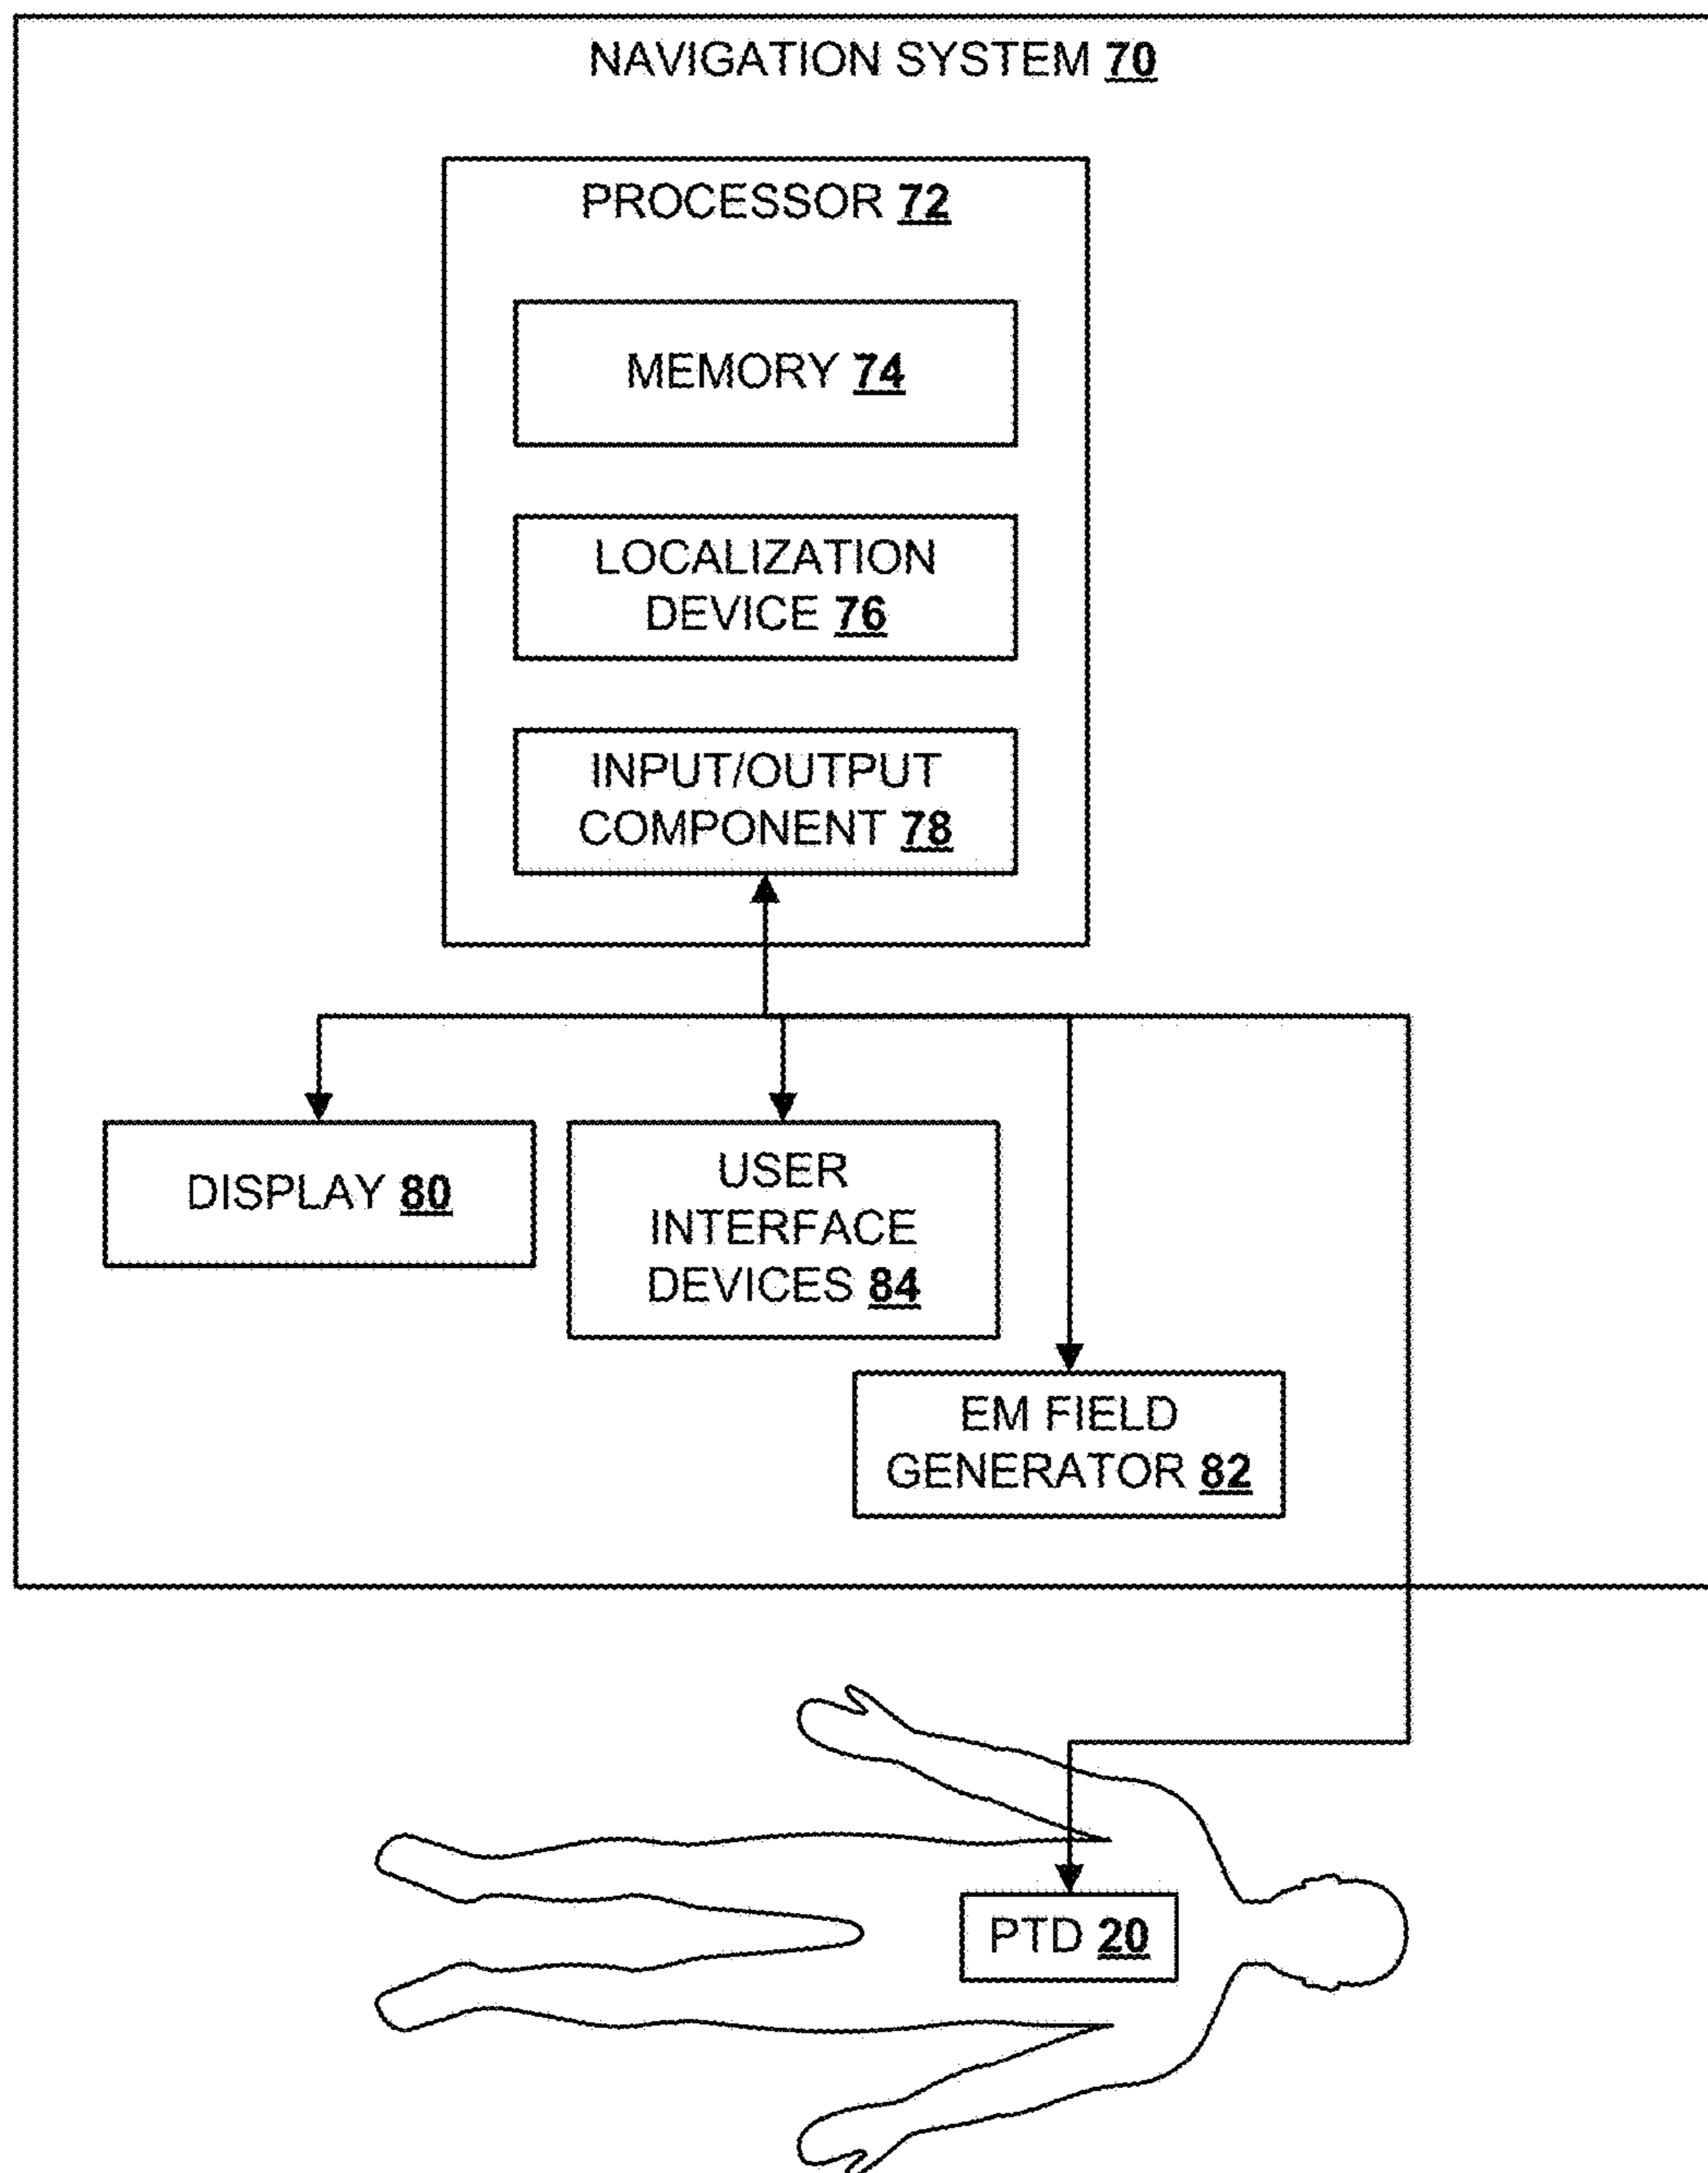 NAVIGATION SYSTEM 70
PROCESSOR 72
MEMORY 74
LOCALIZATION
DEVICE 76
INPUT/OUTPUT
COMPONENT 78
DISPLAY 80
USER
INTERFACE
DEVICES 84
EM FIELD
GENERATOR 82
PTD 20